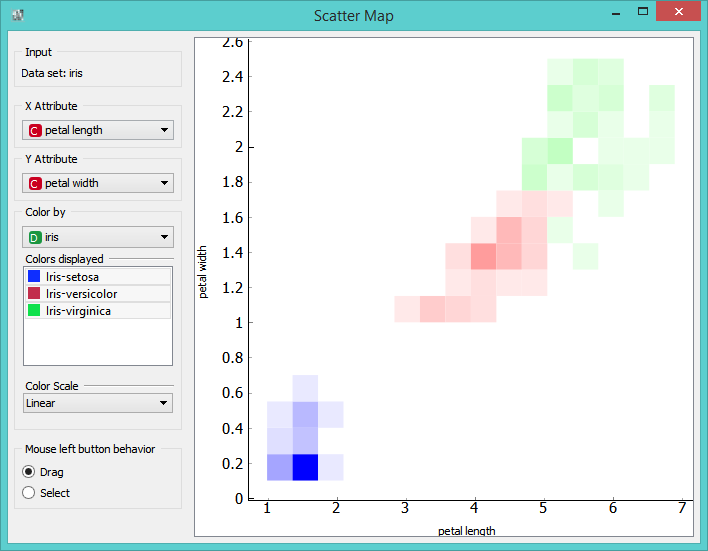 Scatter Map
Input
Data set: iris
X Attribute
C petal length
Y Attribute
C petal width
Color by
D iris
Colors displayed
Iris-setosa
Iris-versicolor
Iris-virginica
Color Scale
Linear
Mouse left button behavior
Drag
Select
petal width
2.6
2.4
2.2
2
1.8
1.6
1.4
1.2
1
0.8
0.6
0.4
0.2
0
1 2 3 4 5 6 7
petal length